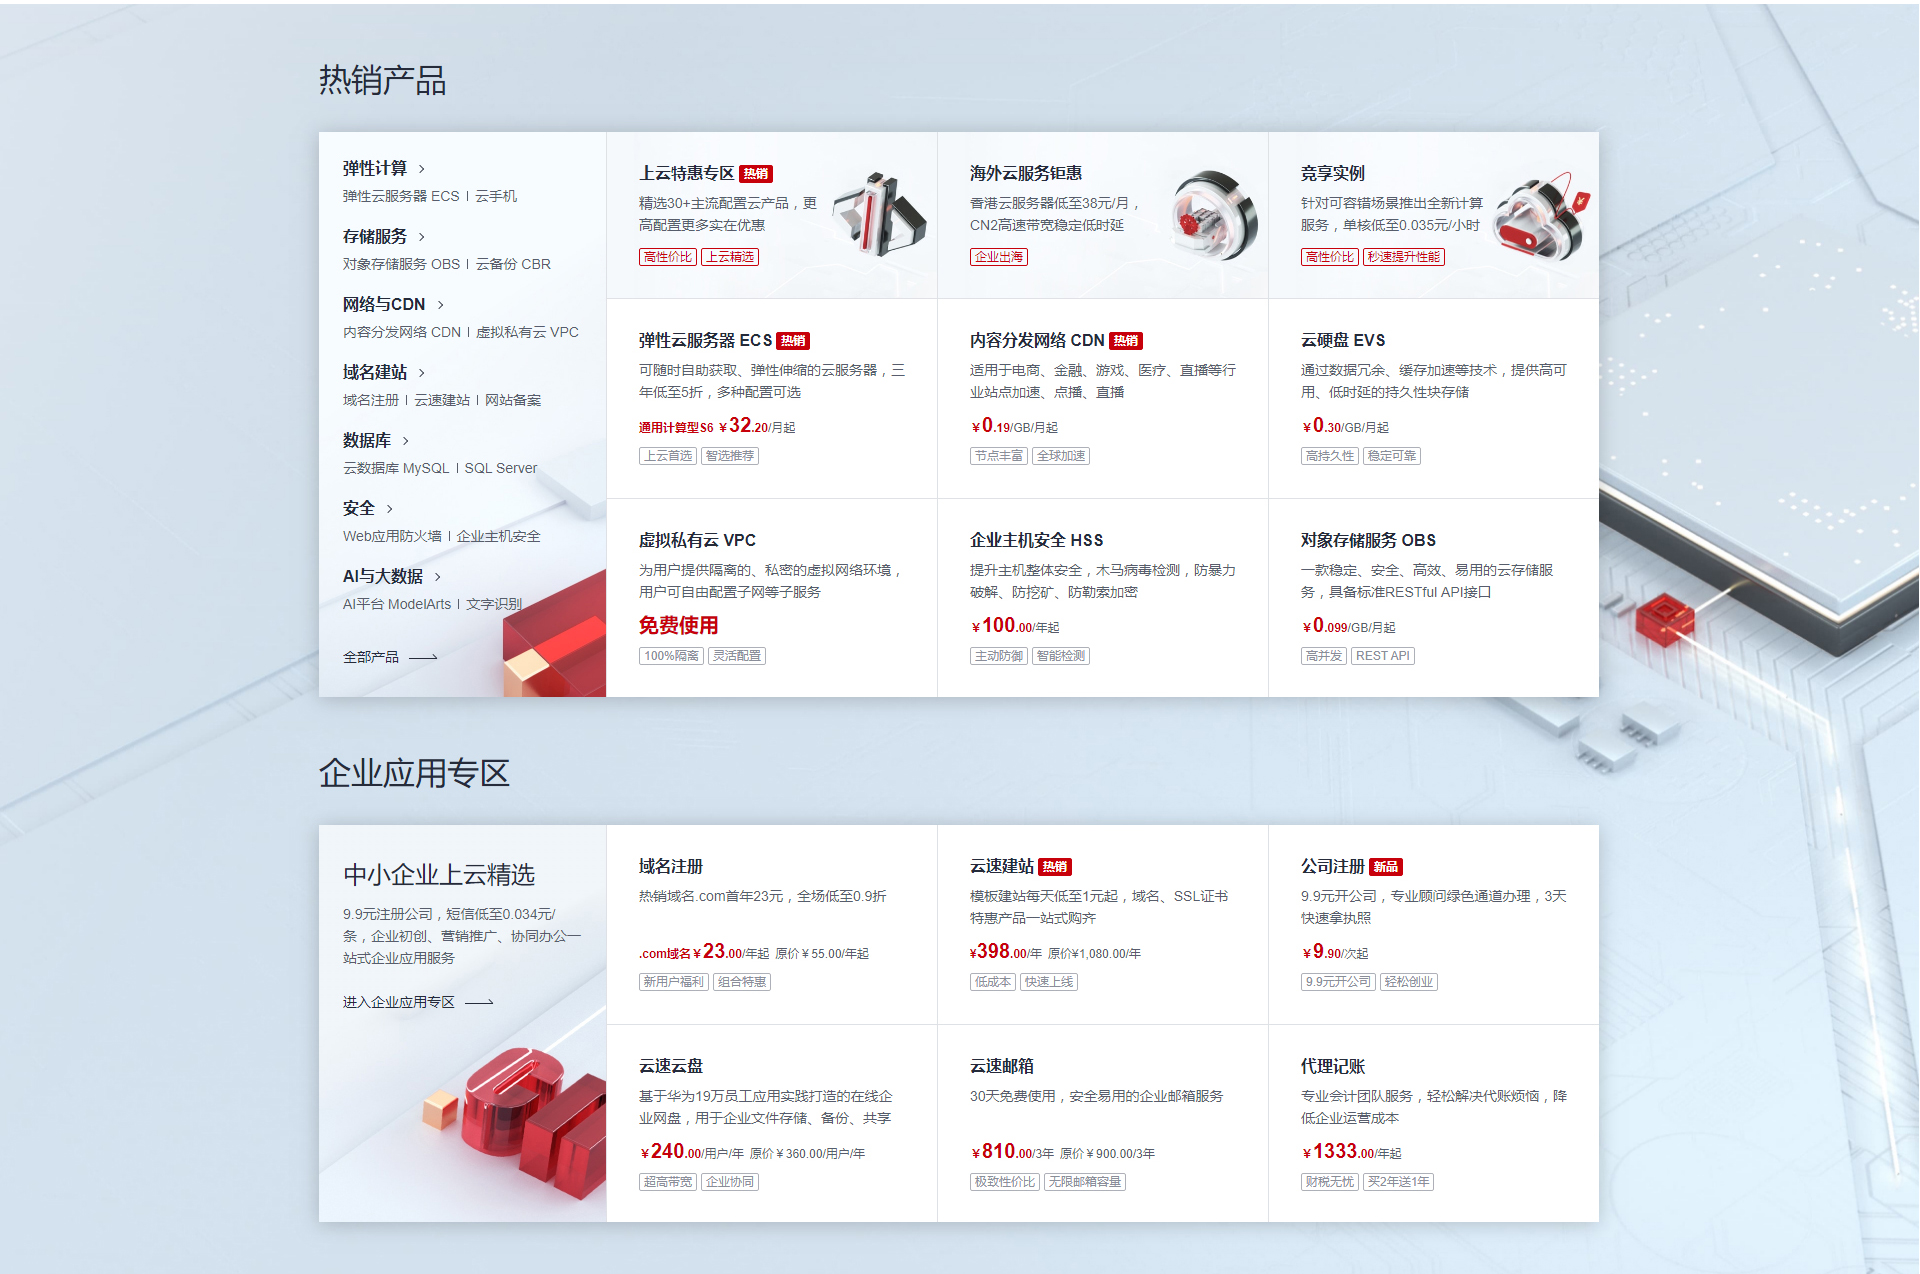 热销产品
弹性计算
弹性云服务器 ECS | 云手机
存储服务
对象存储服务 OBS | 云备份 CBR
网络与CDN
内容分发网络 CDN | 虚拟私有云 VPC
域名建站
域名注册 | 云速建站 | 网站备案
数据库
云数据库 MySQL | SQL Server
安全
Web应用防火墙 | 企业主机安全
AI与大数据
AI平台 ModelArts | 文字识别
全部产品
上云特惠专区 热销
精选30+主流配置云产品，更
高配置更多实在优惠
高性价比 上云精选
海外云服务钜惠
香港云服务器低至38元/月，
CN2高速带宽稳定低时延
企业出海
竞享实例
针对可容错场景推出全新计算
服务，单核低至0.035元/小时
高性价比 秒速提升性能
弹性云服务器 ECS 热销
可随时自助获取、弹性伸缩的云服务器，三
年低至5折，多种配置可选
通用计算型S6 ￥32.20/月起
上云首选 智选推荐
内容分发网络 CDN 热销
适用于电商、金融、游戏、医疗、直播等行
业站点加速、点播、直播
￥0.19/GB/月起
节点丰富 全球加速
云硬盘 EVS
通过数据冗余、缓存加速等技术，提供高可
用、低时延的持久性块存储
￥0.30/GB/月起
高持久性 稳定可靠
虚拟私有云 VPC
为用户提供隔离的、私密的虚拟网络环境，
用户可自由配置子网等子服务
免费使用
100%隔离 灵活配置
企业主机安全 HSS
提升主机整体安全，木马病毒检测，防暴力
破解、防挖矿、防勒索加密
￥100.00/年起
主动防御 智能检测
对象存储服务 OBS
一款稳定、安全、高效、易用的云存储服
务，具备标准RESTful API接口
￥0.099/GB/月起
高并发 REST API
企业应用专区
中小企业上云精选
9.9元注册公司，短信低至0.034元/
条，企业初创、营销推广、协同办公一
站式企业应用服务
进入企业应用专区
域名注册
热销域名.com首年23元，全场低至0.9折
.com域名￥23.00/年起 原价￥55.00/年起
新用户福利 组合特惠
云速建站 热销
模板建站每天低至1元起，域名、SSL证书
特惠产品一站式购齐
¥398.00/年 原价¥1,080.00/年
低成本 快速上线
公司注册 新品
9.9元开公司，专业顾问绿色通道办理，3天
快速拿执照
￥9.90/次起
9.9元开公司 轻松创业
云速云盘
基于华为19万员工应用实践打造的在线企
业网盘，用于企业文件存储、备份、共享
￥240.00/用户/年 原价￥360.00/用户/年
超高带宽 企业协同
云速邮箱
30天免费使用，安全易用的企业邮箱服务
￥810.00/3年 原价￥900.00/3年
极致性价比 无限邮箱容量
代理记账
专业会计团队服务，轻松解决代账烦恼，降
低企业运营成本
￥1333.00/年起
财税无忧 买2年送1年